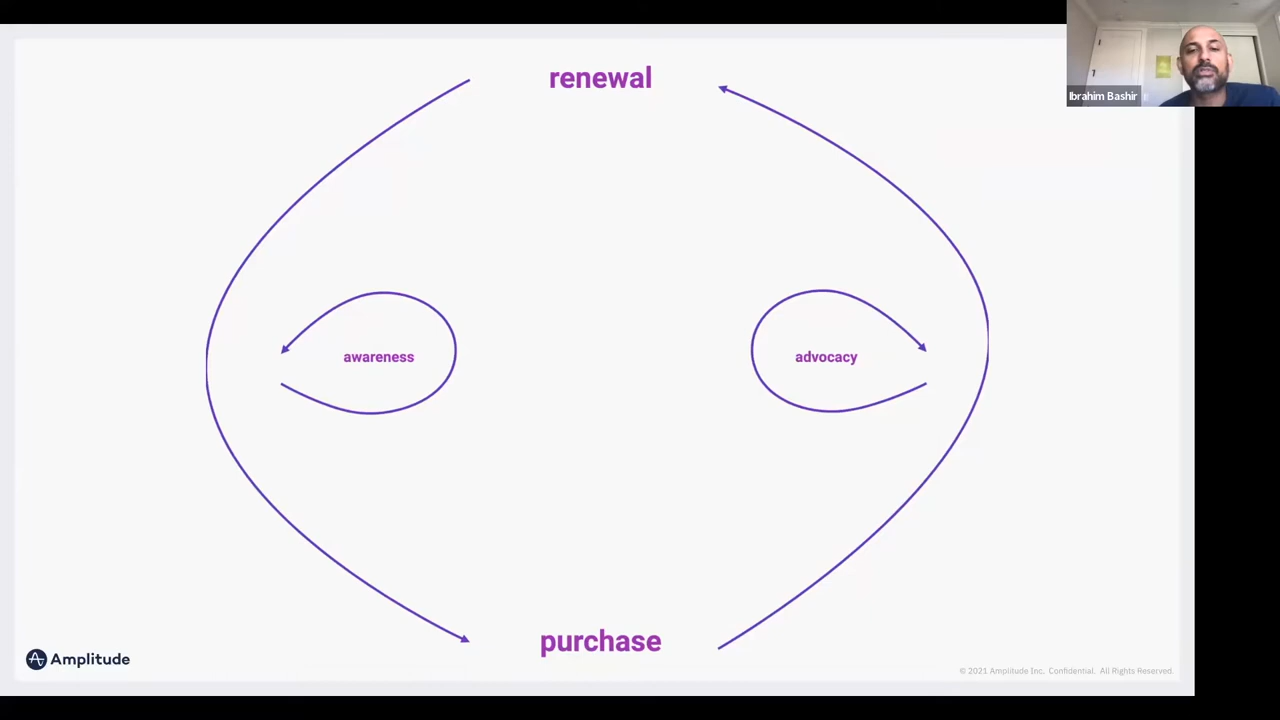 renewal
Ibrahim Bashir
awareness
advocacy
purchase
Amplitude
© 2021 Amplitude Inc. Confidential. All Rights Reserved.